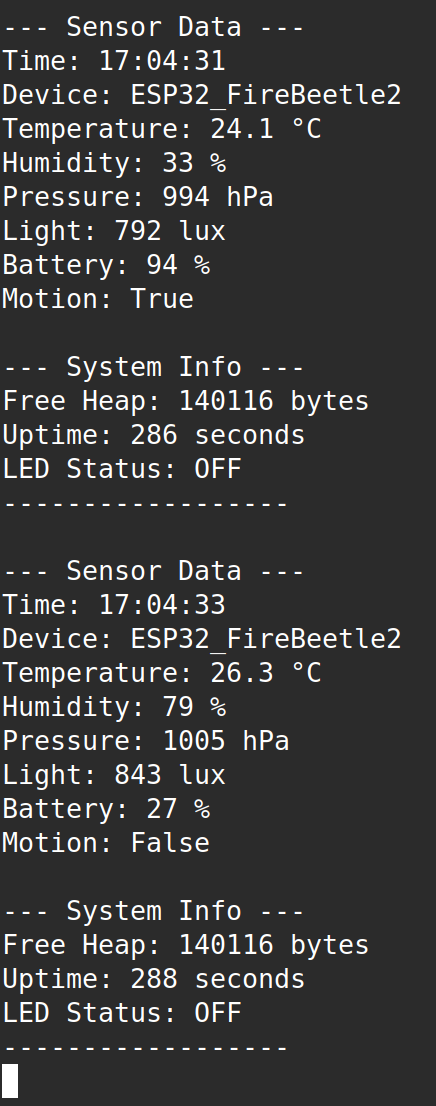 --- Sensor Data ---
Time: 17:04:31
Device: ESP32_FireBeetle2
Temperature: 24.1 °C
Humidity: 33 %
Pressure: 994 hPa
Light: 792 lux
Battery: 94 %
Motion: True

--- System Info ---
Free Heap: 140116 bytes
Uptime: 286 seconds
LED Status: OFF
------------------

--- Sensor Data ---
Time: 17:04:33
Device: ESP32_FireBeetle2
Temperature: 26.3 °C
Humidity: 79 %
Pressure: 1005 hPa
Light: 843 lux
Battery: 27 %
Motion: False

--- System Info ---
Free Heap: 140116 bytes
Uptime: 288 seconds
LED Status: OFF
------------------